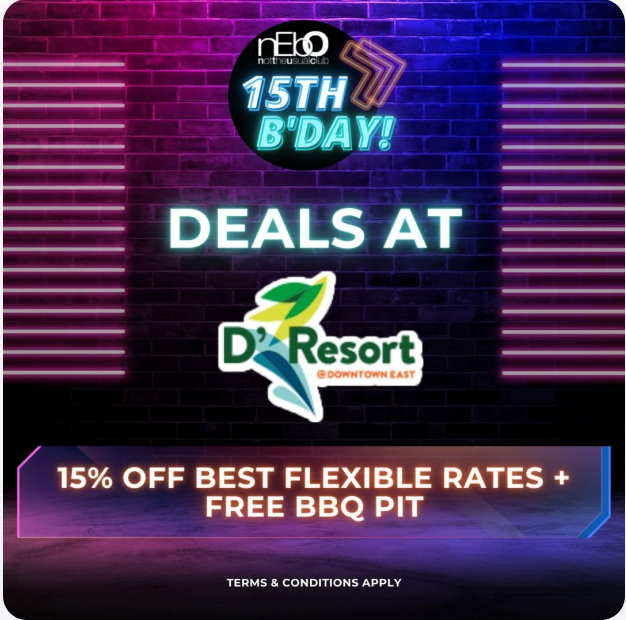 nEbO
nottheusualclub
15TH
B'DAY!
DEALS AT
D'Resort
@DOWNTOWN EAST
15% OFF BEST FLEXIBLE RATES +
FREE BBQ PIT
TERMS & CONDITIONS APPLY